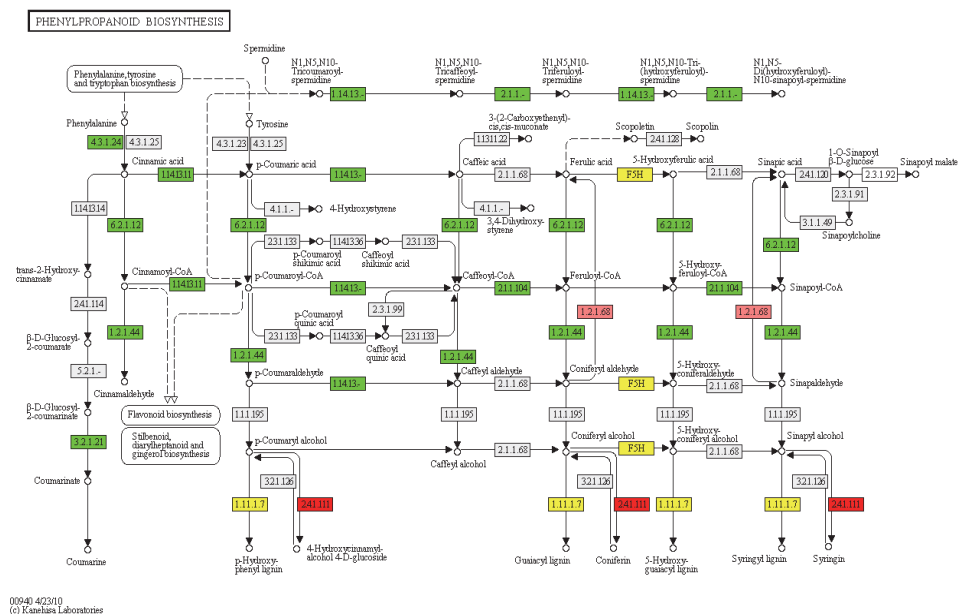 PHENYLPROPANOID BIOSYNTHESIS
Spermidine
N1,N5,N10-
Tricoumaroyl-
spermidine
N1,N5,N10-
Tricaffeoyl-
spermidine
N1,N5,N10-
Triferuloyl-
spermidine
N1,N5,N10-Tri-
(hydroxyferuloyl)-
spermidine
N1,N5-
Di(hydroxyferuloyl)-
N10-sinapoyl-spermidine
Phenylalanine, tyrosine
and tryptophan biosynthesis
1.14.13.-
2.1.1.-
1.14.13.-
2.1.1.-
Phenylalanine
Tyrosine
3-(2-Carboxyethenyl)-
cis,cis-muconate
Scopoletin
Scopolin
4.3.1.24
4.3.1.25
4.3.1.23
4.3.1.25
1.13.11.22
2.4.1.128
Cinnamic acid
p-Coumaric acid
Caffeic acid
Ferulic acid
5-Hydroxyferulic acid
Sinapic acid
1-O-Sinapoyl
β-D-glucose
Sinapoyl malate
1.14.13.11
1.14.13.-
2.1.1.68
F5H
2.1.1.68
2.4.1.120
2.3.1.92
2.3.1.91
1.14.13.14
4.1.1.-
4-Hydroxystyrene
4.1.1.-
3,4-Dihydroxy-
styrene
3.1.1.49
Sinapoylcholine
6.2.1.12
6.2.1.12
6.2.1.12
6.2.1.12
6.2.1.12
6.2.1.12
2.3.1.133
1.14.13.36
2.3.1.133
p-Coumaroyl
shikimic acid
Caffeoyl
shikimic acid
trans-2-Hydroxy-
cinnamate
Cinnamoyl-CoA
p-Coumaroyl-CoA
Caffeoyl-CoA
Feruloyl-CoA
5-Hydroxy-
feruloyl-CoA
Sinapoyl-CoA
1.14.13.11
1.14.13.-
2.1.1.104
2.1.1.104
2.4.1.114
2.3.1.99
1.2.1.68
1.2.1.68
p-Coumaroyl
quinic acid
1.2.1.44
2.3.1.133
1.14.13.36
2.3.1.133
1.2.1.44
1.2.1.44
1.2.1.44
β-D-Glucosyl-
2-coumarate
Caffeoyl
quinic acid
1.2.1.44
1.2.1.44
5.2.1.-
p-Coumaraldehyde
Caffeyl aldehyde
Coniferyl aldehyde
5-Hydroxy-
coniferaldehyde
Sinapaldehyde
Cinnamaldehyde
1.14.13.-
2.1.1.68
F5H
2.1.1.68
β-D-Glucosyl-
2-coumarinate
Flavonoid biosynthesis
1.1.1.195
1.1.1.195
1.1.1.195
1.1.1.195
1.1.1.195
Stilbenoid,
diarylheptanoid and
gingerol biosynthesis
3.2.1.21
p-Coumaryl alcohol
Caffeyl alcohol
Coniferyl alcohol
5-Hydroxy-
coniferyl alcohol
Sinapyl alcohol
2.1.1.68
F5H
2.1.1.68
Coumarinate
3.2.1.126
3.2.1.126
3.2.1.126
1.11.1.7
2.4.1.111
1.11.1.7
2.4.1.111
1.11.1.7
1.11.1.7
2.4.1.111
Coumarine
p-Hydroxy-
phenyl lignin
4-Hydroxycinnamyl-
alcohol 4-D-glucoside
Guaiacyl lignin
Coniferin
5-Hydroxy-
guaiacyl lignin
Syringyl lignin
Syringin
00940 4/23/10
(c) Kanehisa Laboratories